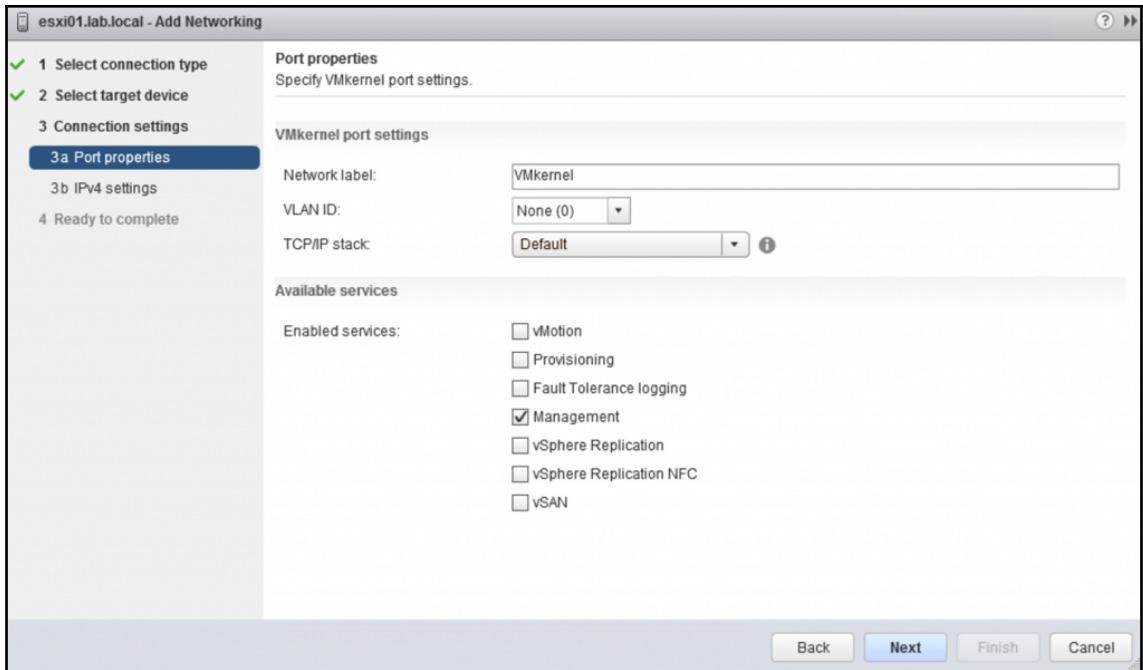 esxi01.lab.local - Add Networking
1 Select connection type
2 Select target device
3 Connection settings
3a Port properties
3b IPv4 settings
4 Ready to complete
Port properties
Specify VMkernel port settings.
VMkernel port settings
Network label: VMkernel
VLAN ID: None (0)
TCP/IP stack: Default
Available services
Enabled services: vMotion
Provisioning
Fault Tolerance logging
Management
vSphere Replication
vSphere Replication NFC
vSAN
Back Next Finish Cancel